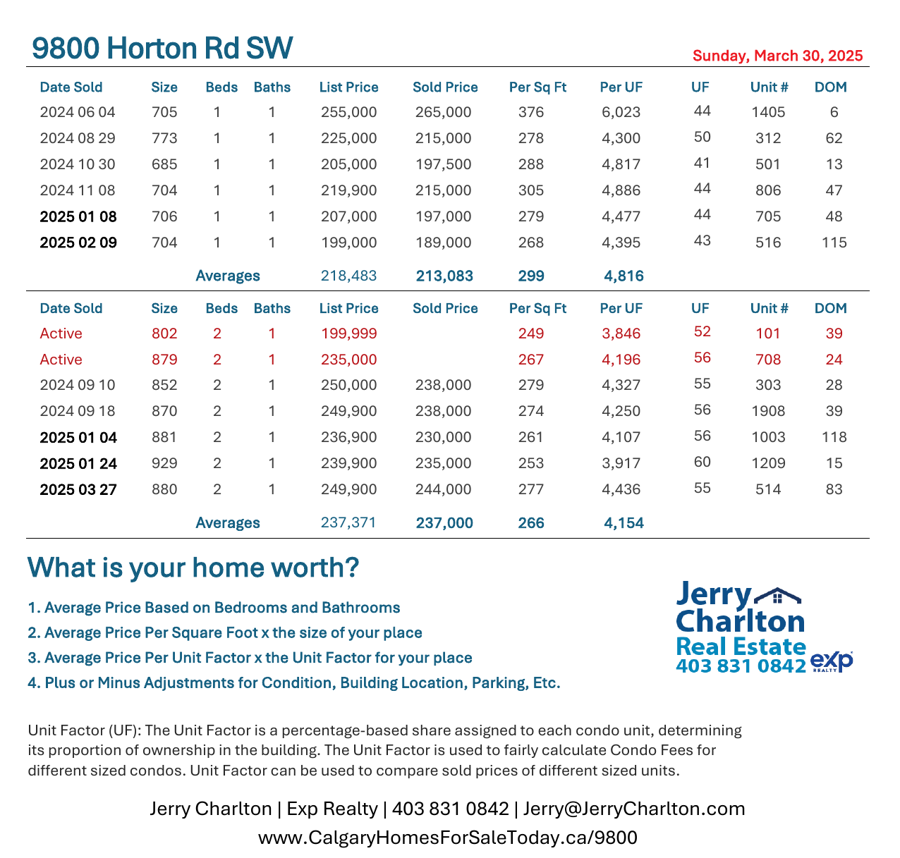 9800 Horton Rd SW
Sunday, March 30, 2025
Date Sold Size Beds Baths List Price Sold Price Per Sq Ft Per UF UF Unit # DOM
2024 06 04 705 1 1 255,000 265,000 376 6,023 44 1405 6
2024 08 29 773 1 1 225,000 215,000 278 4,300 50 312 62
2024 10 30 685 1 1 205,000 197,500 288 4,817 41 501 13
2024 11 08 704 1 1 219,900 215,000 305 4,886 44 806 47
2025 01 08 706 1 1 207,000 197,000 279 4,477 44 705 48
2025 02 09 704 1 1 199,000 189,000 268 4,395 43 516 115
Averages 218,483 213,083 299 4,816
Date Sold Size Beds Baths List Price Sold Price Per Sq Ft Per UF UF Unit # DOM
Active 802 2 1 199,999 249 3,846 52 101 39
Active 879 2 1 235,000 267 4,196 56 708 24
2024 09 10 852 2 1 250,000 238,000 279 4,327 55 303 28
2024 09 18 870 2 1 249,900 238,000 274 4,250 56 1908 39
2025 01 04 881 2 1 236,900 230,000 261 4,107 56 1003 118
2025 01 24 929 2 1 239,900 235,000 253 3,917 60 1209 15
2025 03 27 880 2 1 249,900 244,000 277 4,436 55 514 83
Averages 237,371 237,000 266 4,154
What is your home worth?
1. Average Price Based on Bedrooms and Bathrooms
2. Average Price Per Square Foot x the size of your place
3. Average Price Per Unit Factor x the Unit Factor for your place
4. Plus or Minus Adjustments for Condition, Building Location, Parking, Etc.
Jerry
Charlton
Real Estate
403 831 0842 exp
REALTY
Unit Factor (UF): The Unit Factor is a percentage-based share assigned to each condo unit, determining
its proportion of ownership in the building. The Unit Factor is used to fairly calculate Condo Fees for
different sized condos. Unit Factor can be used to compare sold prices of different sized units.
Jerry Charlton | Exp Realty | 403 831 0842 | Jerry@JerryCharlton.com
www.CalgaryHomesForSaleToday.ca/9800